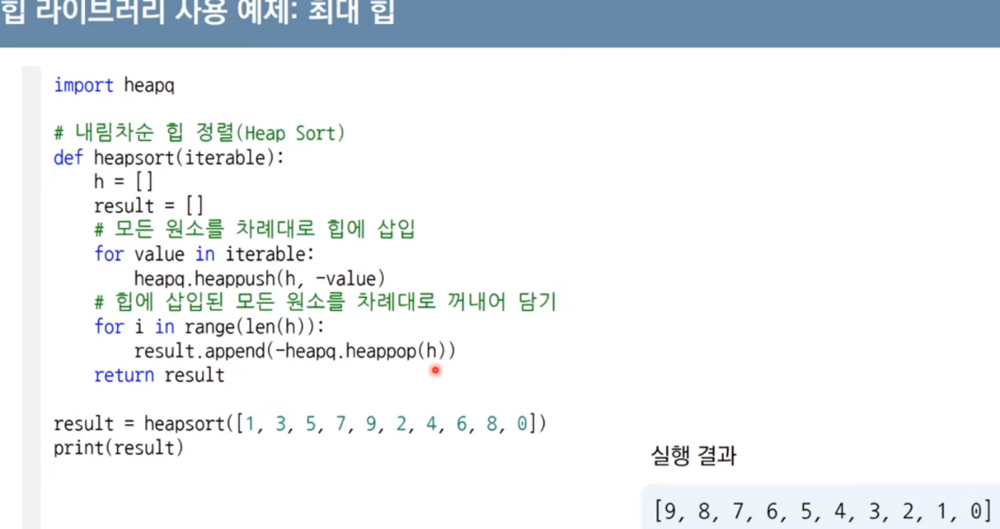 힙 라이브러리 사용 예제: 최대 힙
import heapq
# 내림차순 힙 정렬(Heap Sort)
def heapsort(iterable):
    h = []
    result = []
    # 모든 원소를 차례대로 힙에 삽입
    for value in iterable:
        heapq.heappush(h, -value)
    # 힙에 삽입된 모든 원소를 차례대로 꺼내어 담기
    for i in range(len(h)):
        result.append(-heapq.heappop(h))
    return result
result = heapsort([1, 3, 5, 7, 9, 2, 4, 6, 8, 0])
print(result)
실행 결과
[9, 8, 7, 6, 5, 4, 3, 2, 1, 0]